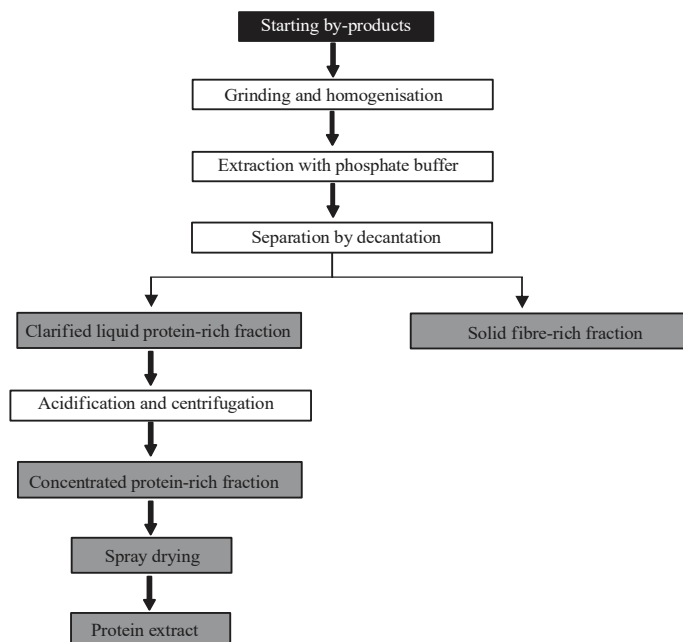 Starting by-products
Grinding and homogenisation
Extraction with phosphate buffer
Separation by decantation
Clarified liquid protein-rich fraction
Solid fibre-rich fraction
Acidification and centrifugation
Concentrated protein-rich fraction
Spray drying
Protein extract